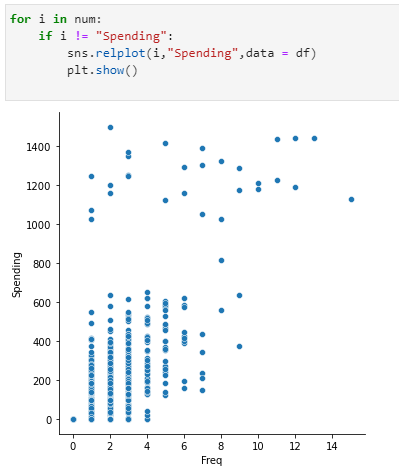 for i in num:
    if i != "Spending":
        sns.relplot(i,"Spending",data = df)
        plt.show()
1400
1200
1000
800
600
400
200
0
Spending
0 2 4 6 8 10 12 14
Freq